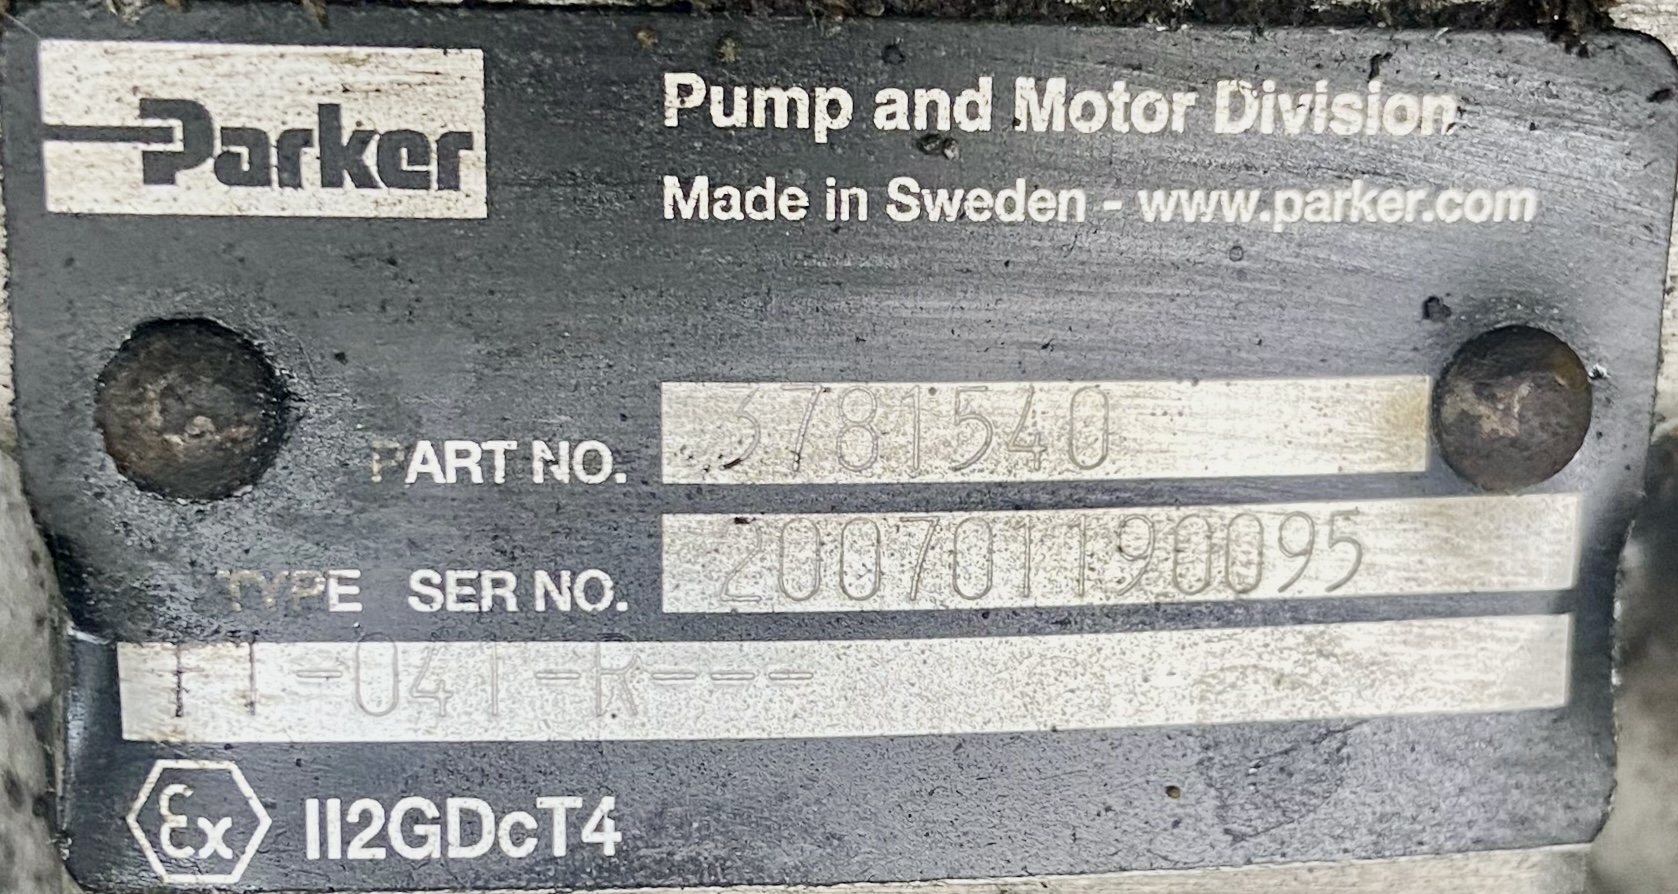 Parker
Pump and Motor Division
Made in Sweden - www.parker.com
PART NO. 3781540
TYPE SER NO. 200701190095
F1-041-R---
Ex II2GDcT4